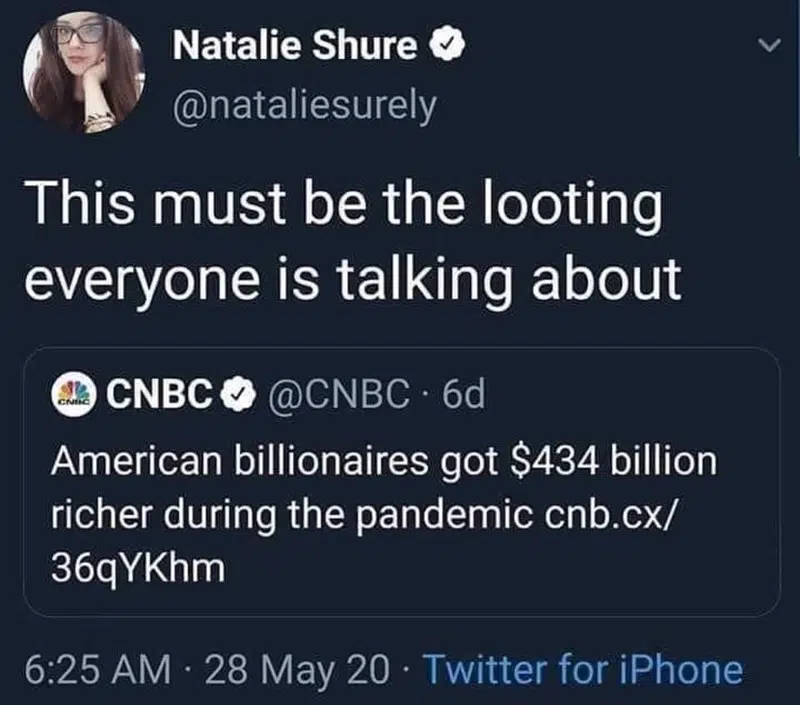 Natalie Shure
@nataliesurely
This must be the looting
everyone is talking about
CNBC @CNBC · 6d
American billionaires got $434 billion
richer during the pandemic cnb.cx/
36qYKhm
6:25 AM · 28 May 20 · Twitter for iPhone